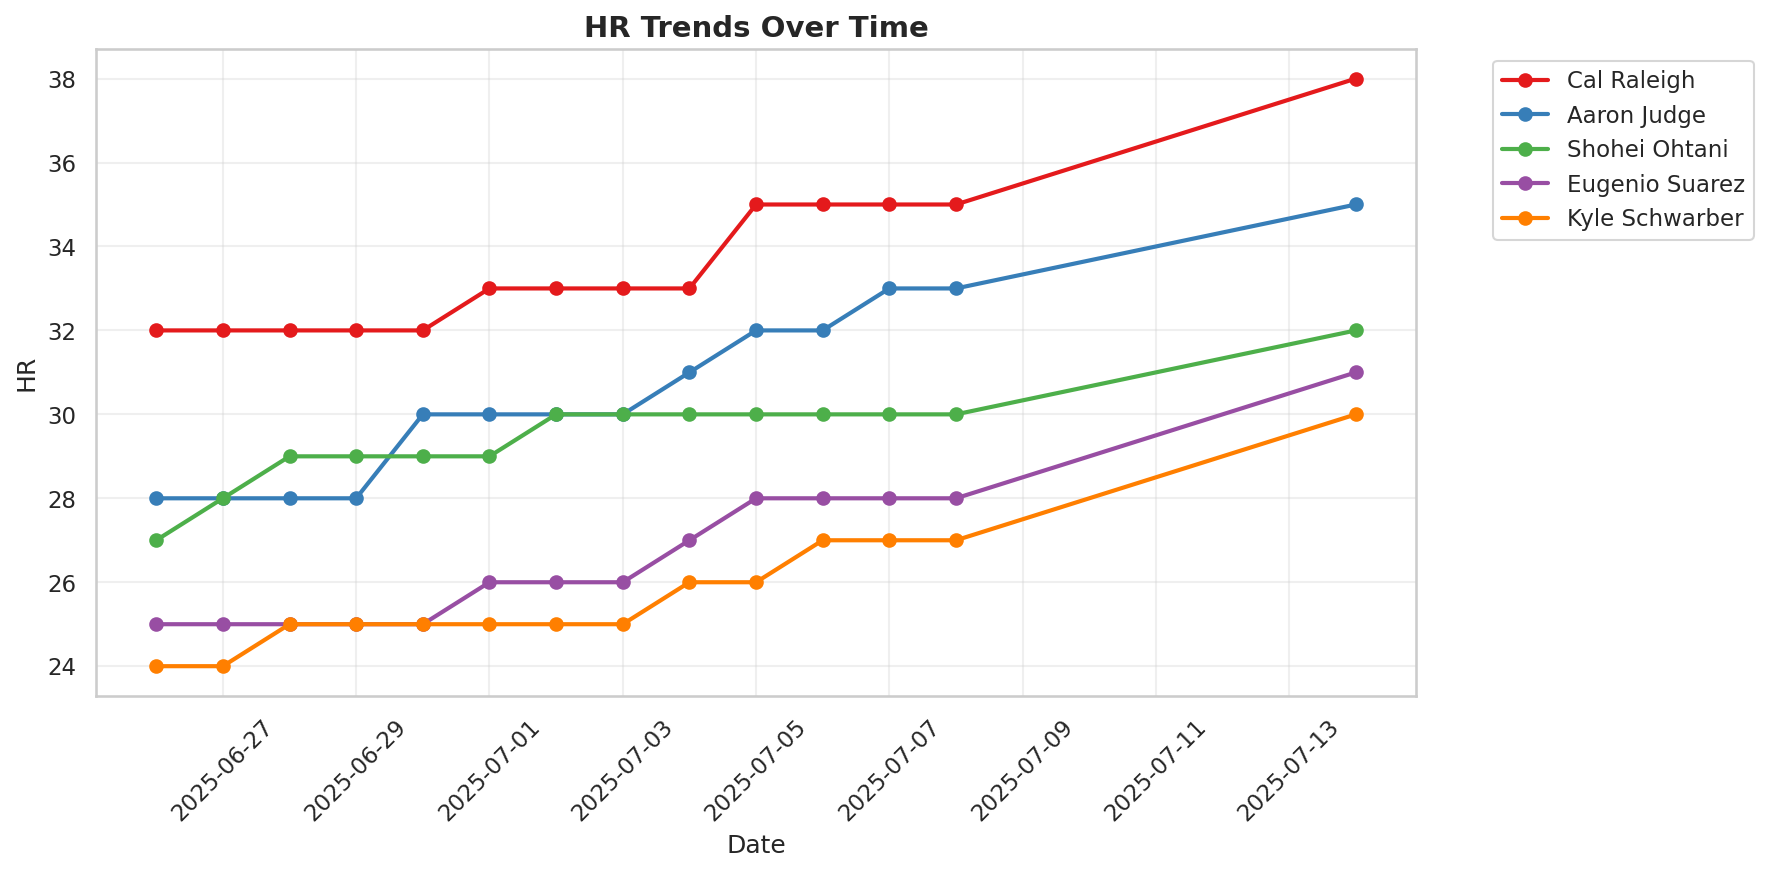 HR Trends Over Time
38
36
34
32
30
28
26
24
HR
2025-06-27
2025-06-29
2025-07-01
2025-07-03
2025-07-05
2025-07-07
2025-07-09
2025-07-11
2025-07-13
Date
Cal Raleigh
Aaron Judge
Shohei Ohtani
Eugenio Suarez
Kyle Schwarber